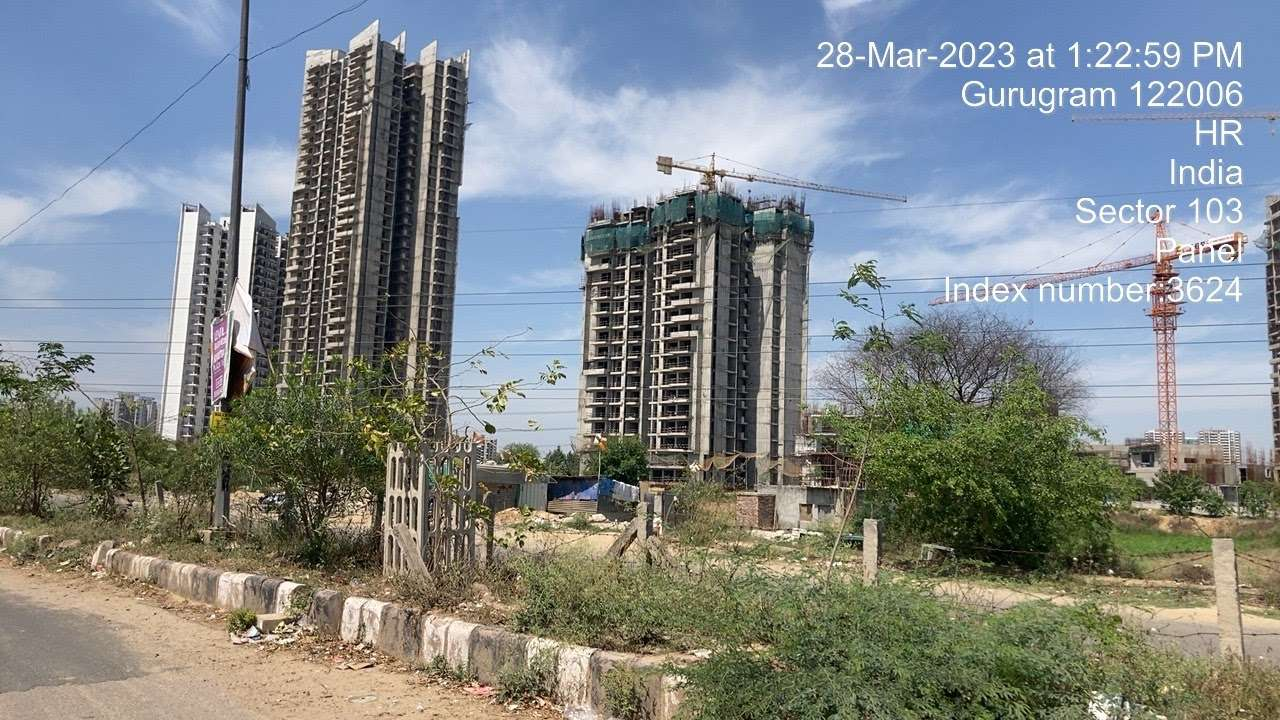 28-Mar-2023 at 1:22:59 PM
Gurugram 122006
HR
India
Sector 103
Panel
Index number 3624